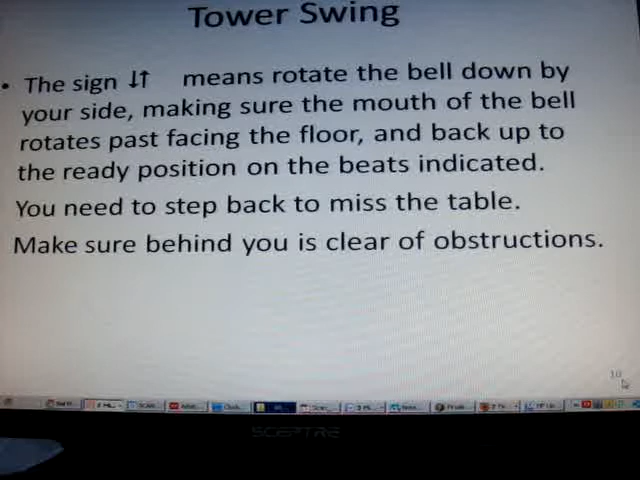 Tower Swing
• The sign ↓↑ means rotate the bell down by
your side, making sure the mouth of the bell
rotates past facing the floor, and back up to
the ready position on the beats indicated.
You need to step back to miss the table.
Make sure behind you is clear of obstructions.
10
SCEPTRE